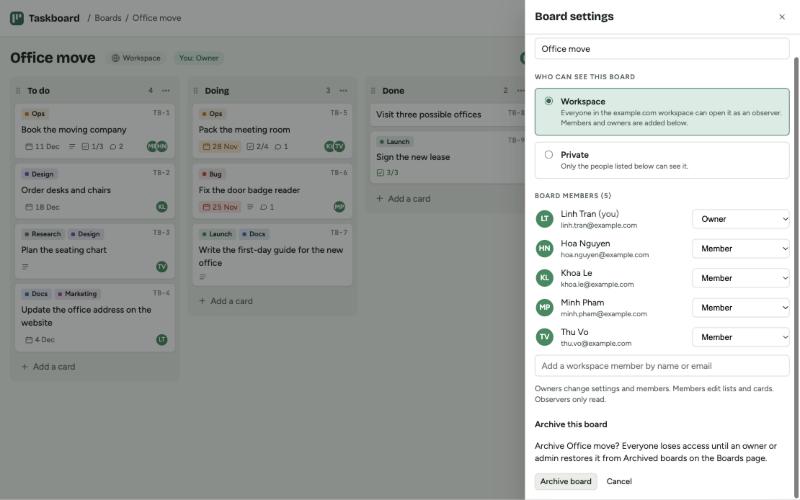 Taskboard / Boards / Office move
Office move Workspace You: Owner
To do 4
Ops TB-1
Book the moving company
11 Dec 1/3 2 HN
Design TB-2
Order desks and chairs
18 Dec KL
Research Design TB-3
Plan the seating chart
TV
Docs Marketing TB-4
Update the office address on the
website
4 Dec LT
+ Add a card
Doing 3
Ops TB-5
Pack the meeting room
28 Nov 2/4 1 TV
Bug TB-6
Fix the door badge reader
25 Nov 1 MP
Launch Docs TB-7
Write the first-day guide for the new
office
+ Add a card
Done 2
Visit three possible offices TB-8
Launch TB-9
Sign the new lease
3/3
+ Add a card
Board settings
Office move
WHO CAN SEE THIS BOARD
Workspace
Everyone in the example.com workspace can open it as an observer.
Members and owners are added below.
Private
Only the people listed below can see it.
BOARD MEMBERS (5)
LT Linh Tran (you) Owner
linh.tran@example.com
HN Hoa Nguyen Member
hoa.nguyen@example.com
KL Khoa Le Member
khoa.le@example.com
MP Minh Pham Member
minh.pham@example.com
TV Thu Vo Member
thu.vo@example.com
Add a workspace member by name or email
Owners change settings and members. Members edit lists and cards.
Observers only read.
Archive this board
Archive Office move? Everyone loses access until an owner or
admin restores it from Archived boards on the Boards page.
Archive board Cancel